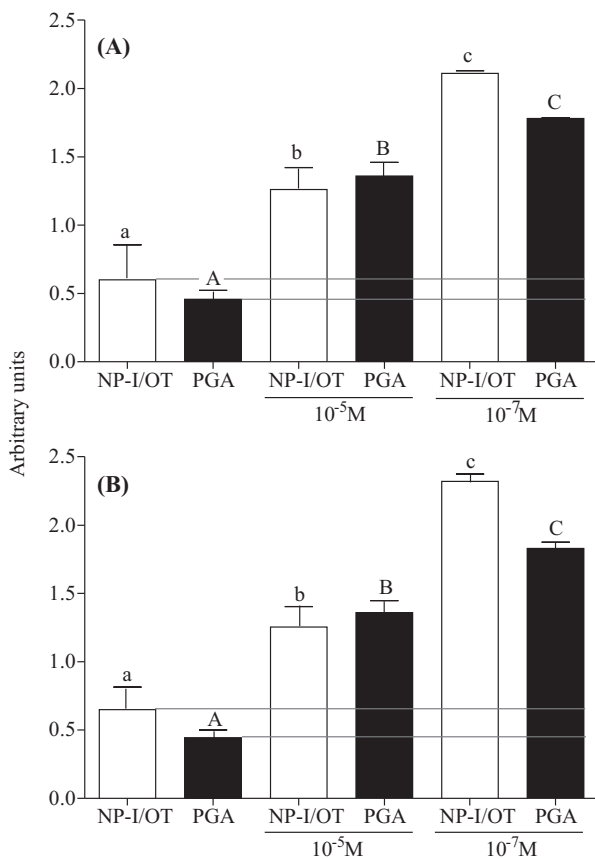 Arbitrary units
(A)
2.5
2.0
1.5
1.0
0.5
0.0
a
A
b
B
c
C
NP-I/OT PGA NP-I/OT PGA NP-I/OT PGA
10⁻⁵M 10⁻⁷M
(B)
2.5
2.0
1.5
1.0
0.5
0.0
a
A
b
B
c
C
NP-I/OT PGA NP-I/OT PGA NP-I/OT PGA
10⁻⁵M 10⁻⁷M